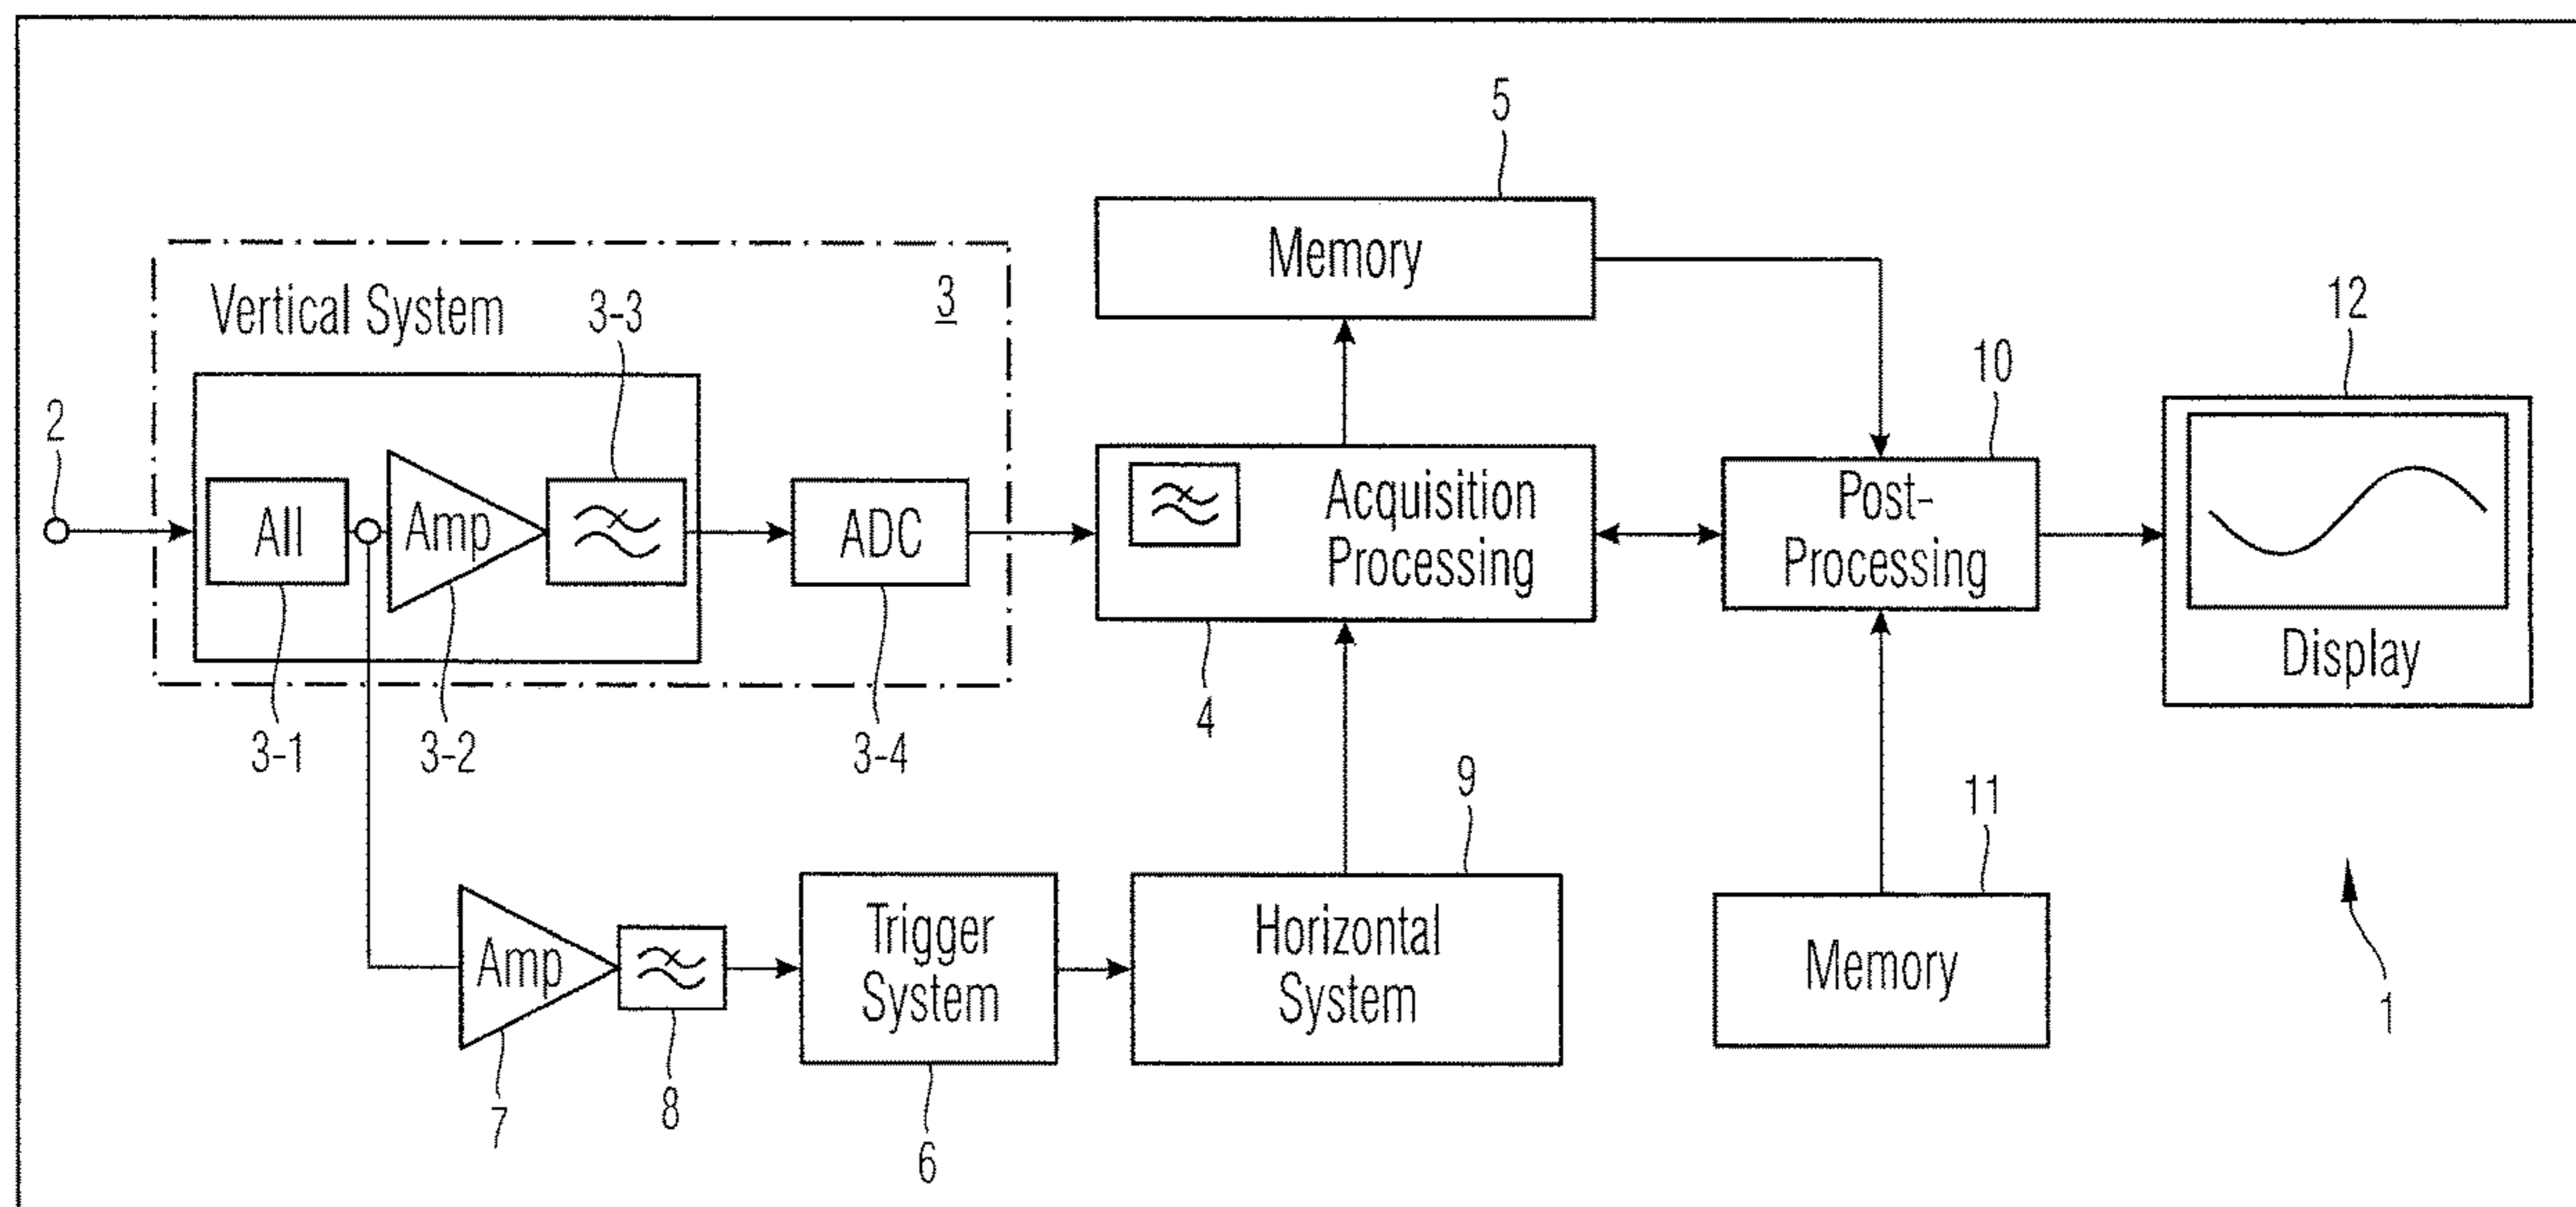 5
Memory
Vertical System
3
3-3
12
10
2
All
Amp
ADC
Acquisition
Processing
Post-
Processing
Display
3-1
3-2
3-4
4
9
11
Amp
Trigger
System
Horizontal
System
Memory
1
7
8
6